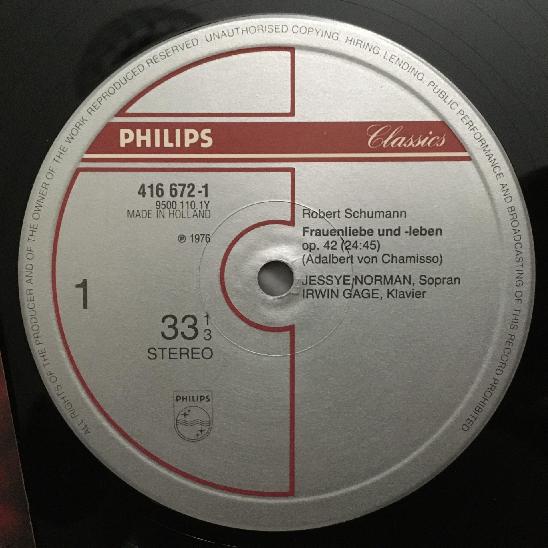 ALL RIGHTS OF THE PRODUCER AND OF THE OWNER OF THE WORK REPRODUCED RESERVED UNAUTHORISED COPYING, HIRING, LENDING, PUBLIC PERFORMANCE AND BROADCASTING OF THIS RECORD PROHIBITED
PHILIPS Classics
416 672-1
9500 110.1Y
MADE IN HOLLAND
℗ 1976
1
33 1/3
STEREO
PHILIPS
Robert Schumann
Frauenliebe und -leben
op. 42 (24:45)
(Adalbert von Chamisso)
JESSYE NORMAN, Sopran
IRWIN GAGE, Klavier